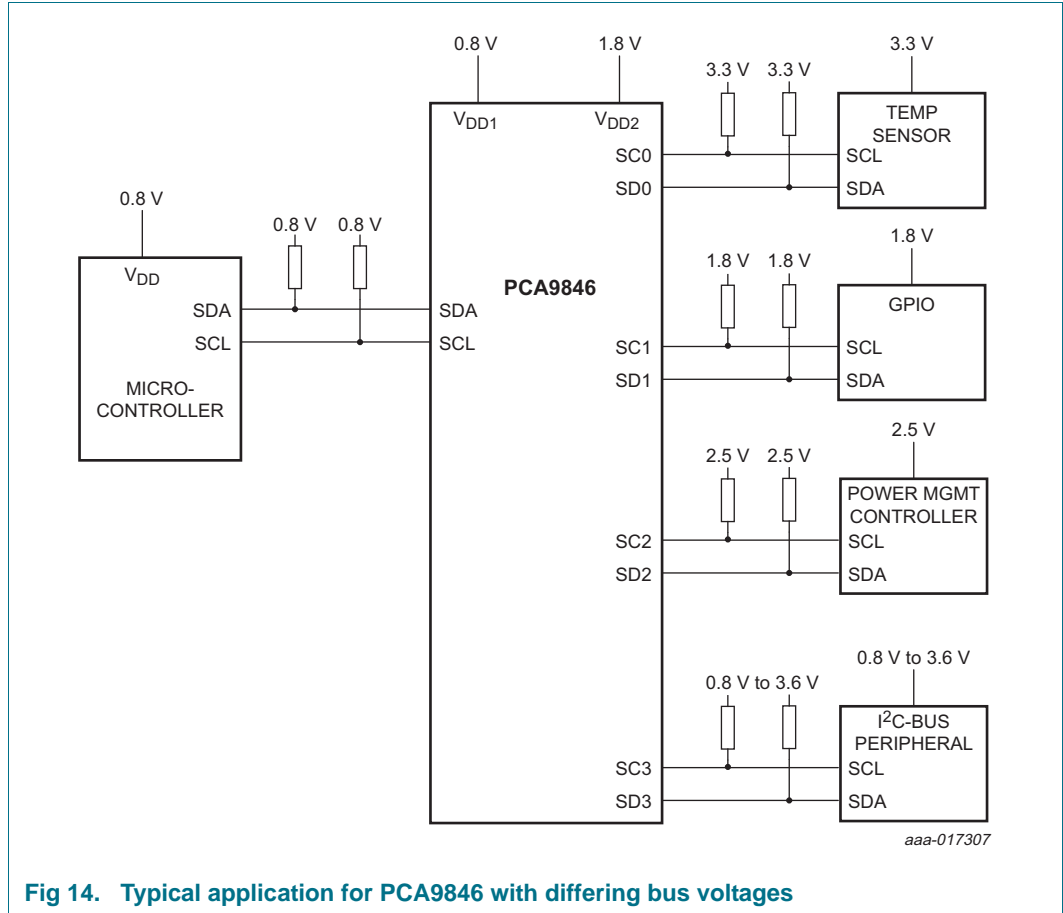 0.8 V
1.8 V
3.3 V
3.3 V 3.3 V
VDD1
VDD2
TEMP
SENSOR
SC0
SCL
SD0
SDA
0.8 V
0.8 V 0.8 V
1.8 V
1.8 V 1.8 V
VDD
PCA9846
GPIO
SDA
SDA
SCL
SCL
SC1
SCL
SD1
SDA
MICRO-
CONTROLLER
2.5 V
2.5 V 2.5 V
POWER MGMT
CONTROLLER
SC2
SCL
SD2
SDA
0.8 V to 3.6 V
0.8 V to 3.6 V
I2C-BUS
PERIPHERAL
SC3
SCL
SD3
SDA
aaa-017307
Fig 14. Typical application for PCA9846 with differing bus voltages